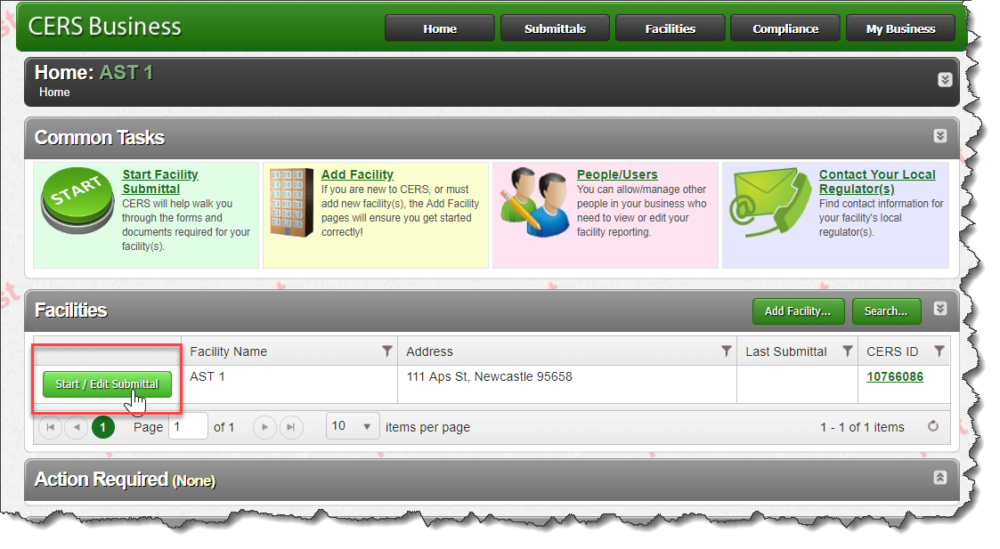 CERS Business
Home
Submittals
Facilities
Compliance
My Business
Home: AST 1
Home
Common Tasks
START
Start Facility
Submittal
CERS will help walk you
through the forms and
documents required for your
facility(s).
Add Facility
If you are new to CERS, or must
add new facility(s), the Add Facility
pages will ensure you get started
correctly!
People/Users
You can allow/manage other
people in your business who
need to view or edit your
facility reporting.
@
Contact Your Local
Regulator(s)
Find contact information for
your facility's local
regulator(s).
Facilities
Add Facility...
Search...
Facility Name
Address
Last Submittal
CERS ID
Start / Edit Submittal
AST 1
111 Aps St, Newcastle 95658
10766086
1
Page 1 of 1
10 items per page
1 - 1 of 1 items
Action Required (None)